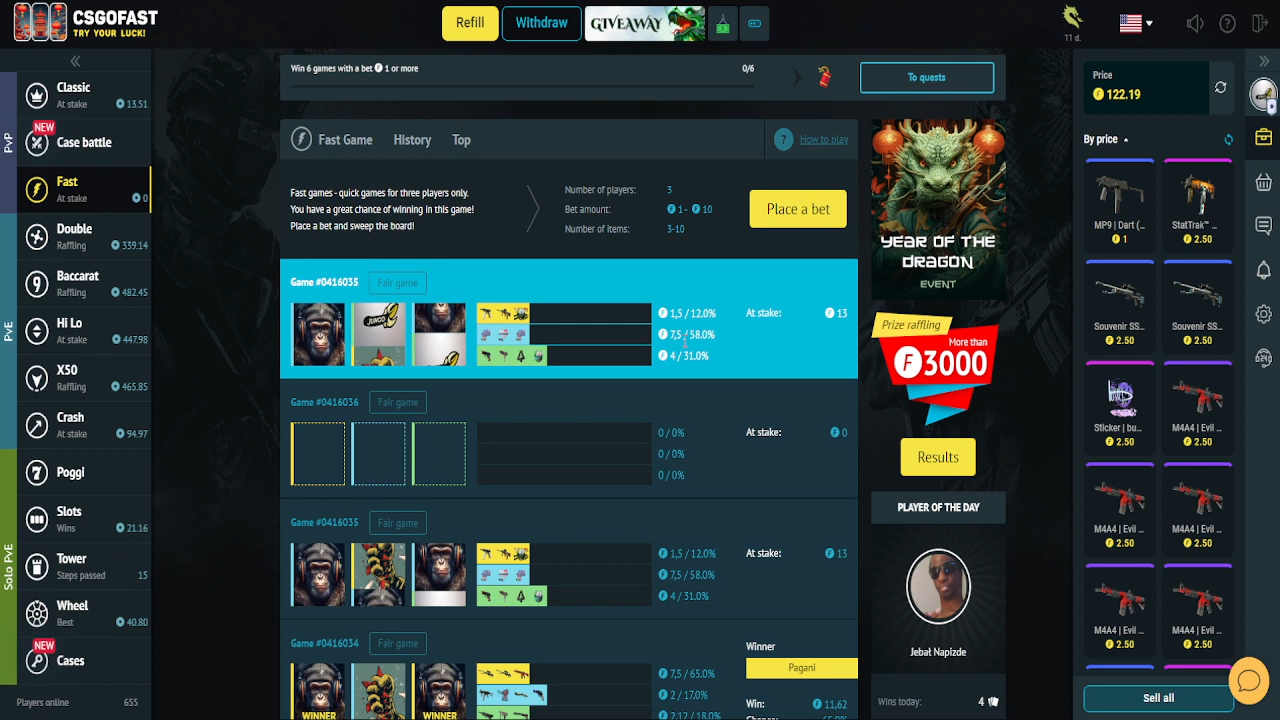 CSGOFAST
TRY YOUR LUCK!
Refill
Withdraw
GIVEAWAY
11 d.
Classic
At stake
13.51
NEW
Case battle
Fast
At stake
0
Double
Raffling
339.14
Baccarat
Raffling
482.45
Hi Lo
At stake
447.98
X50
Raffling
465.85
Crash
At stake
94.97
Poggi
Slots
Wins
21.16
Tower
Steps passed
15
Wheel
Best
40.80
NEW
Cases
Players online
655
PvP
PVE
Solo PvE
Win 6 games with a bet F 1 or more
0/6
To quests
Fast Game
History
Top
?
How to play
Fast games - quick games for three players only.
You have a great chance of winning in this game!
Place a bet and sweep the board!
Number of players:
3
Bet amount:
F 1 - F 10
Number of items:
3-10
Place a bet
Game #0416035
Fair game
JUNGO
F 1,5 / 12.0%
F 7,5 / 58.0%
F 4 / 31.0%
At stake:
F 13
Game #0416036
Fair game
0 / 0%
0 / 0%
0 / 0%
At stake:
F 0
Game #0416035
Fair game
F 1,5 / 12.0%
F 7,5 / 58.0%
F 4 / 31.0%
At stake:
F 13
Game #0416034
Fair game
WINNER
WINNER
F 7,5 / 65.0%
F 2 / 17.0%
F 2,12 / 18.0%
Winner
Pagani
Win:
F 11,62
YEAR OF THE
DRAGON
EVENT
Prize raffling
More than
F 3000
Results
PLAYER OF THE DAY
Jebat Napizde
Wins today:
4
Price
F 122.19
By price
MP9 | Dart (...
F 1
StatTrak™ ...
F 2.50
Souvenir SS...
F 2.50
Souvenir SS...
F 2.50
Sticker | bu...
F 2.50
M4A4 | Evil ...
F 2.50
M4A4 | Evil ...
F 2.50
M4A4 | Evil ...
F 2.50
M4A4 | Evil ...
F 2.50
M4A4 | Evil ...
F 2.50
Sell all